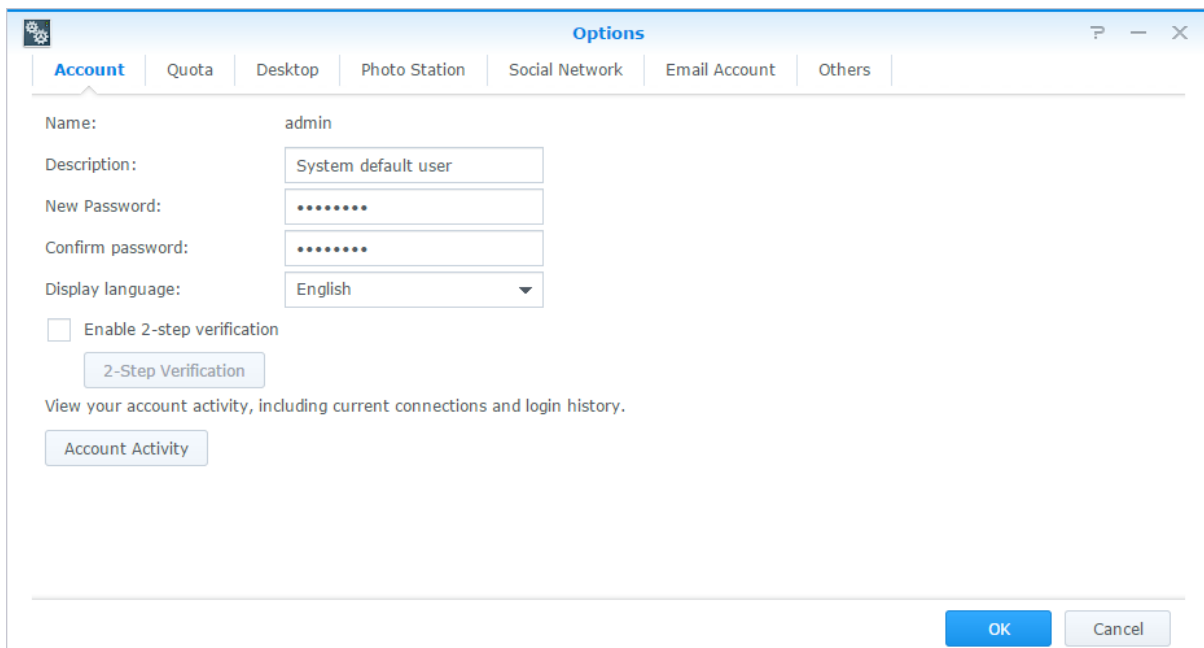 Options
Account Quota Desktop Photo Station Social Network Email Account Others
Name: admin
Description: System default user
New Password: ••••••••
Confirm password: ••••••••
Display language: English
Enable 2-step verification
2-Step Verification
View your account activity, including current connections and login history.
Account Activity
OK Cancel